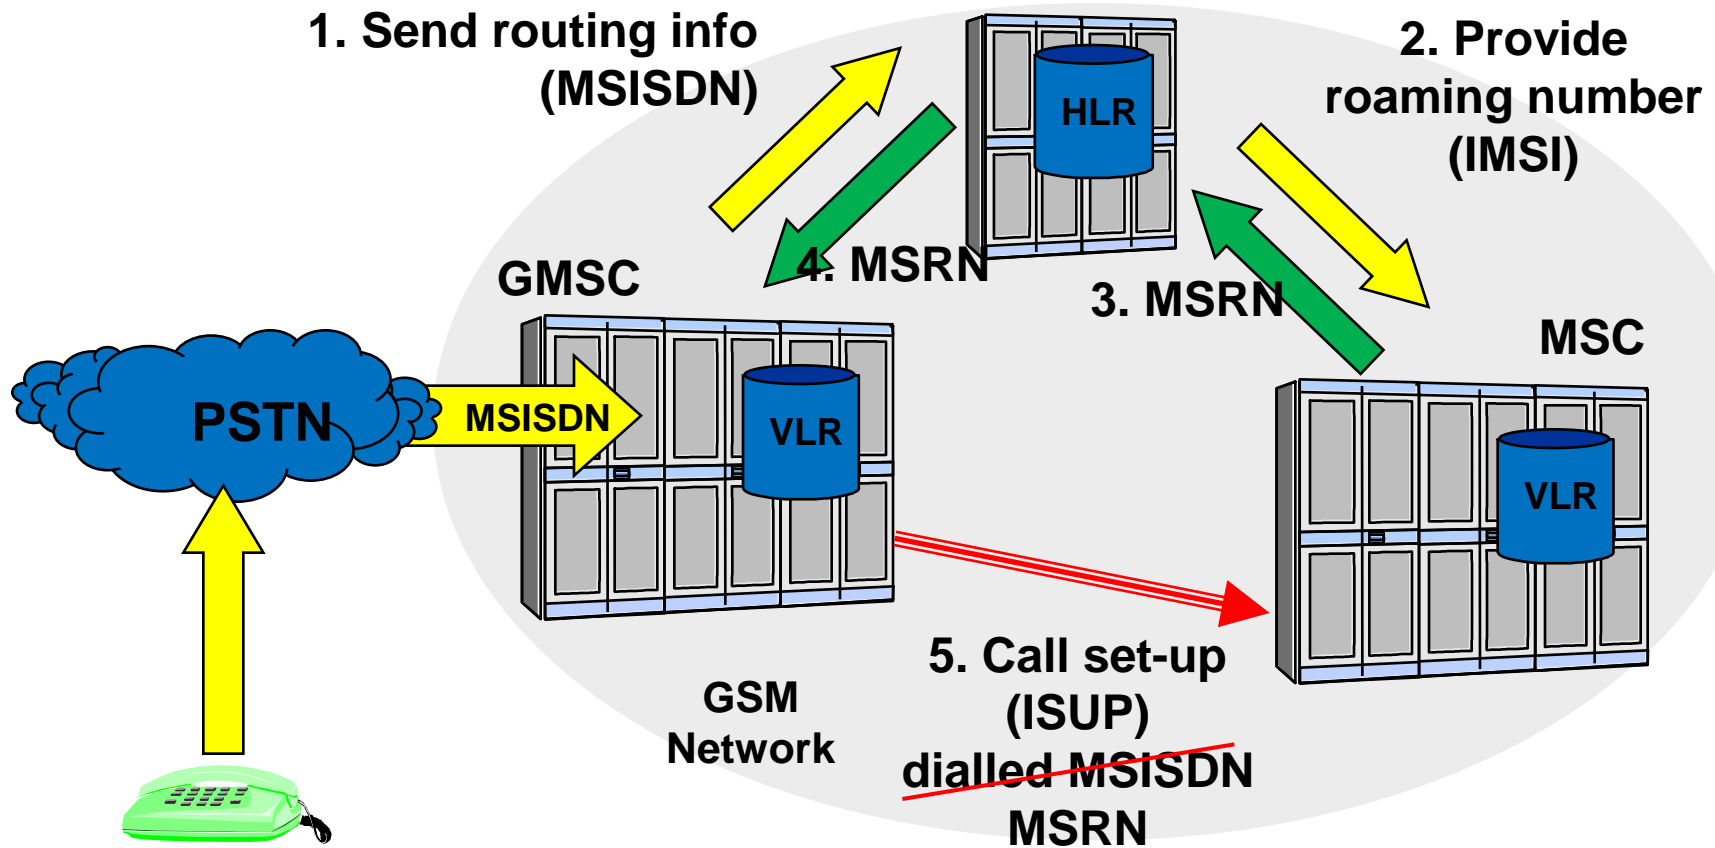 1. Send routing info
(MSISDN)
2. Provide
roaming number
(IMSI)
HLR
4. MSRN
3. MSRN
GMSC
MSC
PSTN
MSISDN
VLR
VLR
5. Call set-up
(ISUP)
dialled MSISDN
MSRN
GSM
Network